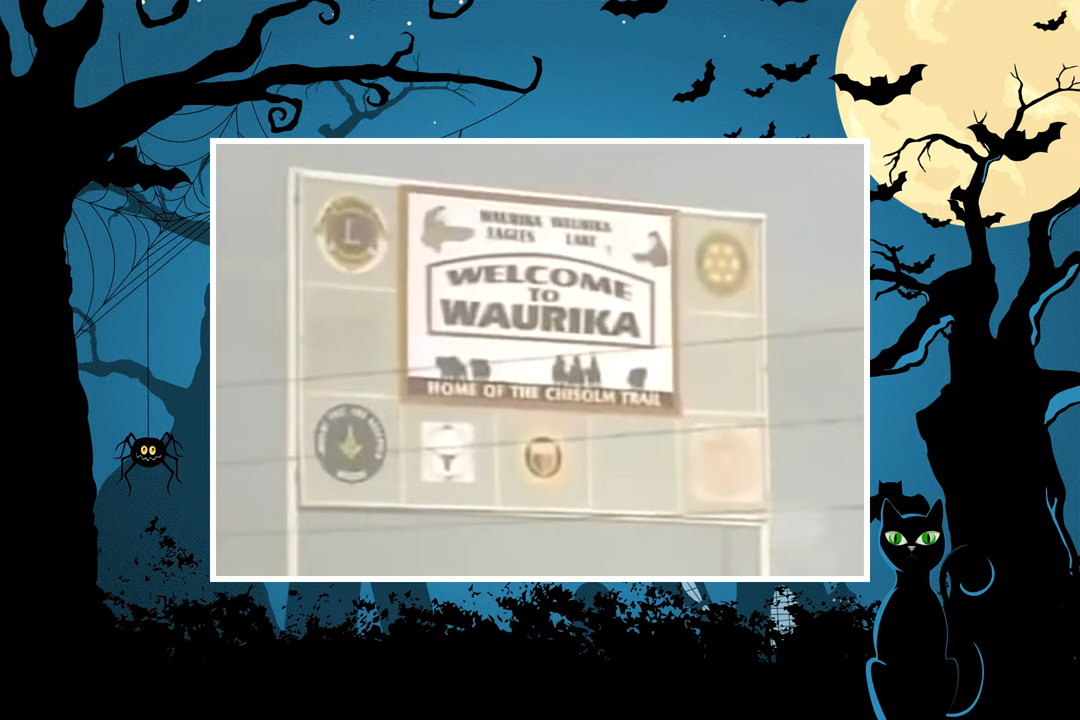 WAURIKA WAURIKA
EAGLES LAKE
WELCOME
TO
WAURIKA
HOME OF THE CHISOLM TRAIL
L